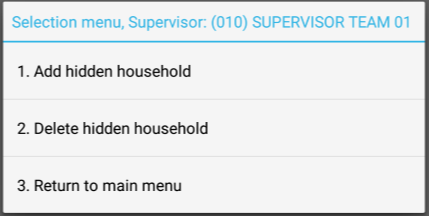 Selection menu, Supervisor: (010) SUPERVISOR TEAM 01
1. Add hidden household
2. Delete hidden household
3. Return to main menu